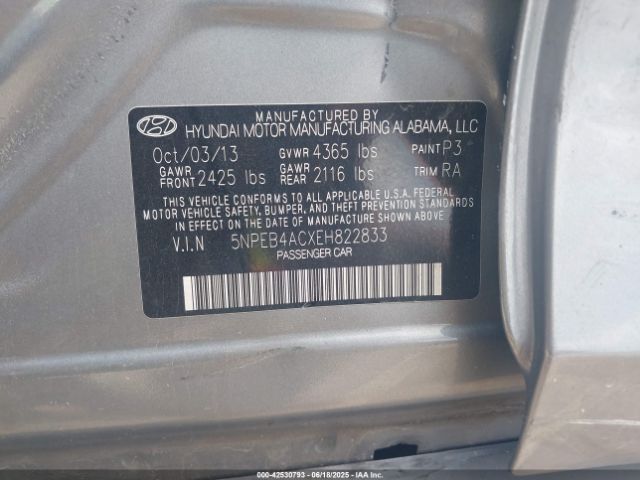 MANUFACTURED BY
HYUNDAI MOTOR MANUFACTURING ALABAMA, LLC
Oct/03/13 GVWR 4365 lbs PAINT P3
GAWR FRONT 2425 lbs GAWR REAR 2116 lbs TRIM RA
THIS VEHICLE CONFORMS TO ALL APPLICABLE U.S.A. FEDERAL
MOTOR VEHICLE SAFETY, BUMPER, AND THEFT PREVENTION STANDARDS
IN EFFECT ON THE DATE OF MANUFACTURE SHOWN ABOVE.
V.I.N 5NPEB4ACXEH822833
PASSENGER CAR
000-42530793 - 06/18/2025 - IAAI.COM